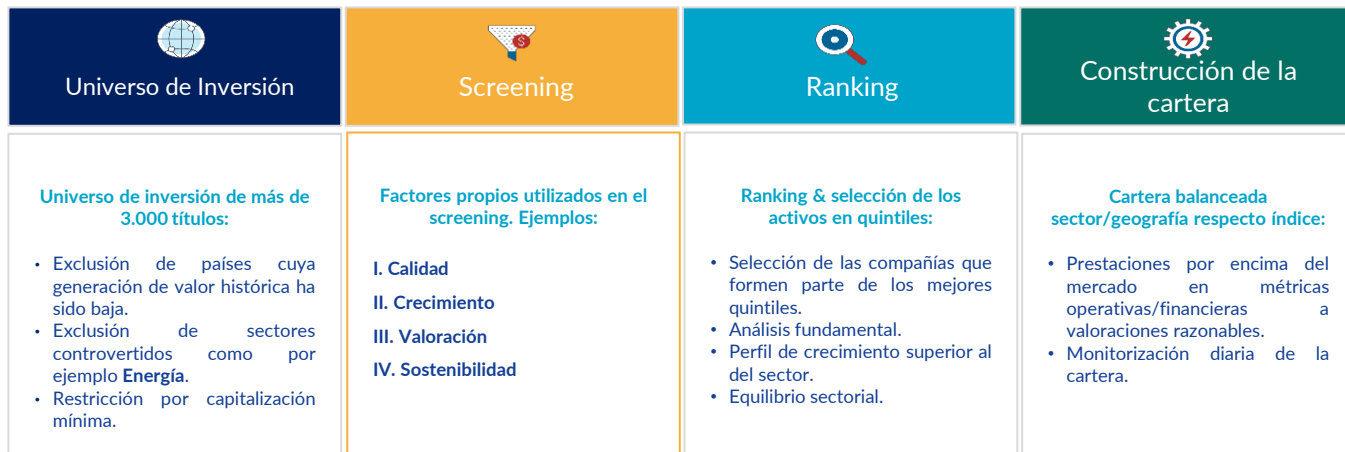 Universo de Inversión
Universo de inversión de más de
3.000 títulos:
• Exclusión de países cuya
generación de valor histórica ha
sido baja.
• Exclusión de sectores
controvertidos como por
ejemplo Energía.
• Restricción por capitalización
mínima.
$
Screening
Factores propios utilizados en el
screening. Ejemplos:
I. Calidad
II. Crecimiento
III. Valoración
IV. Sostenibilidad
Ranking
Ranking & selección de los
activos en quintiles:
• Selección de las compañías que
formen parte de los mejores
quintiles.
• Análisis fundamental.
• Perfil de crecimiento superior al
del sector.
• Equilibrio sectorial.
Construcción de la
cartera
Cartera balanceada
sector/geografía respecto índice:
• Prestaciones por encima del
mercado en métricas
operativas/financieras a
valoraciones razonables.
• Monitorización diaria de la
cartera.